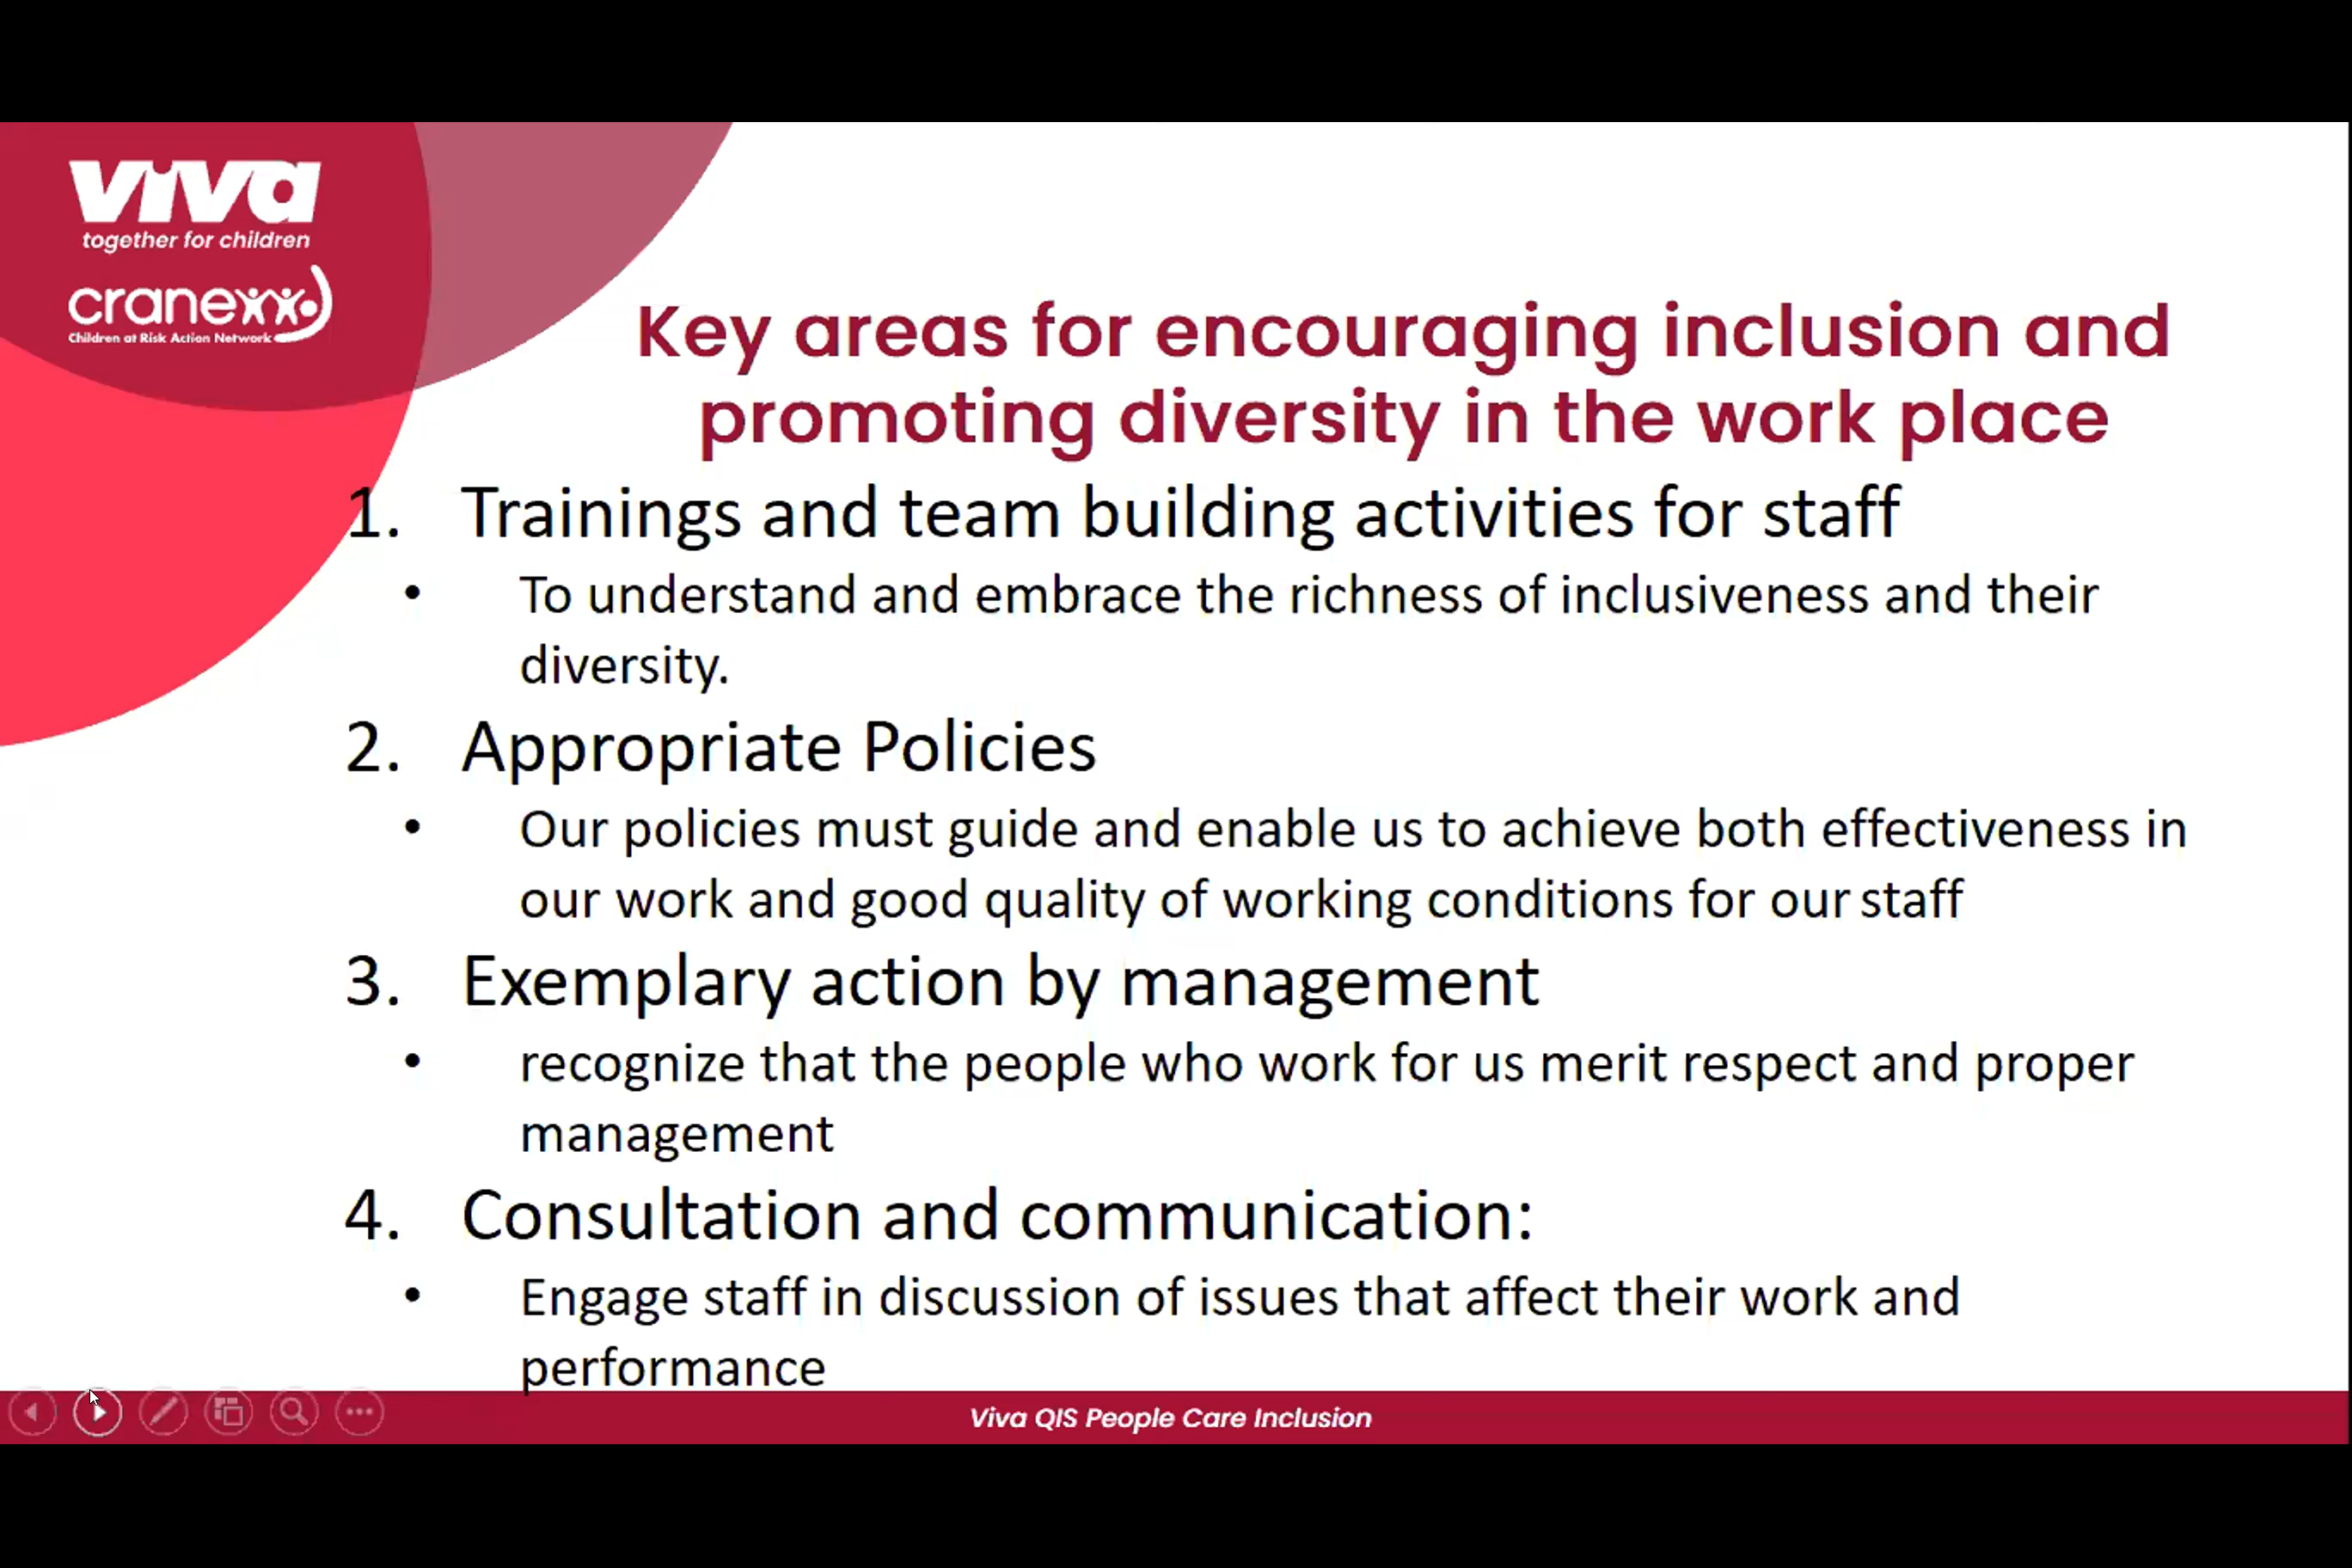 viva
together for children
crane
Children at Risk Action Network
Key areas for encouraging inclusion and
promoting diversity in the work place
1. Trainings and team building activities for staff
• To understand and embrace the richness of inclusiveness and their
diversity.
2. Appropriate Policies
• Our policies must guide and enable us to achieve both effectiveness in
our work and good quality of working conditions for our staff
3. Exemplary action by management
• recognize that the people who work for us merit respect and proper
management
4. Consultation and communication:
• Engage staff in discussion of issues that affect their work and
performance
Viva QIS People Care Inclusion